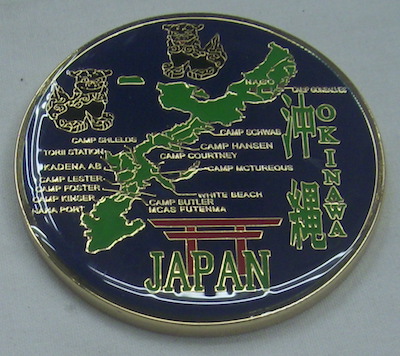 CAMP GONSALVES
CAMP SCHWAB
CAMP SHIELDS
CAMP HANSEN
TORII STATION
CAMP COURTNEY
KADENA AB
CAMP MCTUREOUS
CAMP LESTER
CAMP FOSTER
WHITE BEACH
CAMP KINSER
CAMP BUTLER
NAHA PORT
MCAS FUTENMA
沖縄
OKINAWA
JAPAN